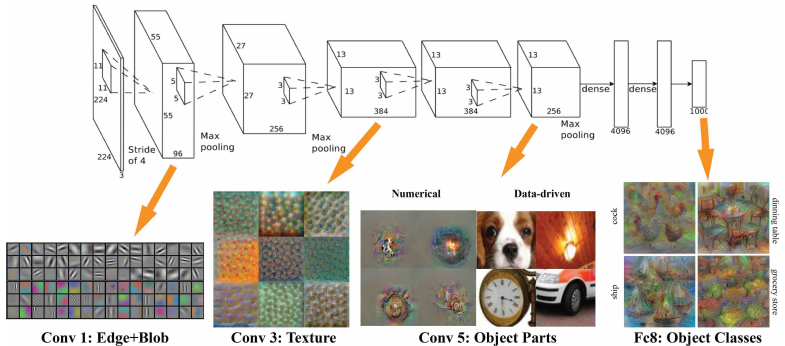 55
27
13
13
13
11
5
3
3
3
11
5
27
3
13
3
13
3
13
dense
dense
224
55
384
384
256
1000
256
Max
pooling
4096
4096
Max
pooling
Max
pooling
224
Stride
of 4
96
3
Numerical
Data-driven
cock
dinning table
ship
grocery store
Conv 1: Edge+Blob
Conv 3: Texture
Conv 5: Object Parts
Fc8: Object Classes